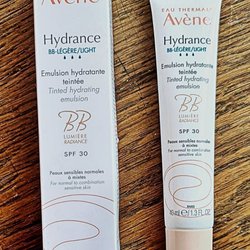 Avène
Hydrance
BB-LÉGÈRE/LIGHT
Emulsion hydratante
teintée
Tinted hydrating
emulsion
BB
LUMIÈRE
RADIANCE
SPF 30
Peaux sensibles normales
à mixtes
For normal to combination
sensitive skin
EAU THERMALE
Avène
Hydrance
BB-LÉGÈRE/LIGHT
Emulsion hydratante
teintée
Tinted hydrating
emulsion
BB
LUMIÈRE
RADIANCE
SPF 30
Peaux sensibles normales
à mixtes
For normal to combination
sensitive skin
PARIS